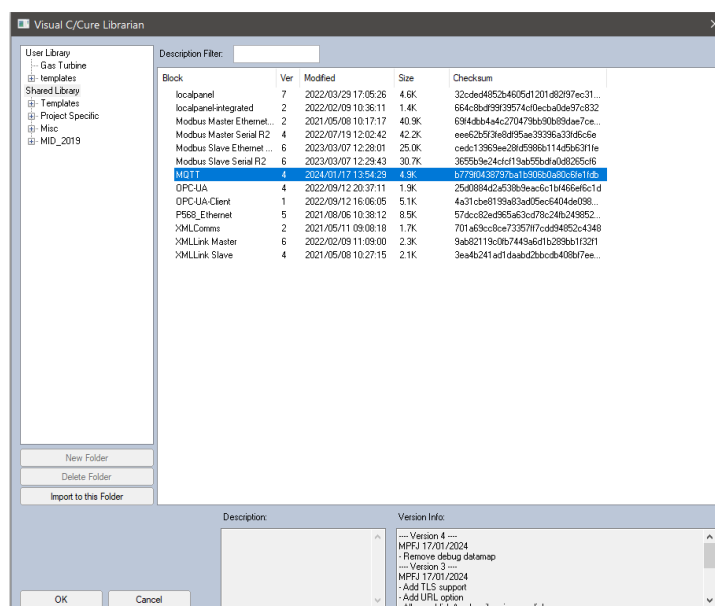 Visual C/Cure Librarian
User Library
Gas Turbine
templates
Shared Library
Templates
Project Specific
Misc
MID_2019
Description Filter:
Block Ver Modified Size Checksum
localpanel 7 2022/03/29 17:05:26 4.6K 32cded4852b4605d1201d82f97ec31...
localpanel-integrated 2 2022/02/09 10:36:11 1.4K 664c8bdf99f39574cf0ecba0de97c832
Modbus Master Ethernet... 2 2021/05/08 10:17:17 40.9K 69f4dbb4a4c270479bb90b89dae7ce...
Modbus Master Serial R2 4 2022/07/19 12:02:42 42.2K eee62b5f3fe8df95ae39396a33fd6c6e
Modbus Slave Ethernet ... 6 2023/03/07 12:28:01 25.0K cedc13969ee28fd5986b114d5b63f1fe
Modbus Slave Serial R2 6 2023/03/07 12:29:43 30.7K 3655b9e24cfcf19ab55bdfa0d8265cf6
MQTT 4 2024/01/17 13:54:29 4.9K b779f0438797ba1b906b0a80c6fe1fdb
OPC-UA 4 2022/09/12 20:37:11 1.9K 25d0884d2a538b9eac6c1bf466ef6c1d
OPC-UA-Client 1 2022/09/12 16:06:05 5.1K 4a31cbe8199a83ad05ec6404de098...
P568_Ethernet 5 2021/08/06 10:38:12 8.5K 57dcc82ed965a63cd78c24fb249852...
XMLComms 2 2021/05/11 09:08:18 1.7K 701a69cc8ce73357ff7cdd94852c4348
XMLLink Master 6 2022/02/09 11:09:00 2.3K 9ab82119c0fb7449a6d1b289bb1f32f1
XMLLink Slave 4 2021/05/08 10:27:15 2.1K 3ea4b241ad1daabd2bbcdb408bf7ee...
New Folder
Delete Folder
Import to this Folder
Description:
Version Info:
---- Version 4 ----
MPFJ 17/01/2024
- Remove debug datamap
---- Version 3 ----
MPFJ 17/01/2024
- Add TLS support
- Add URL option
OK Cancel